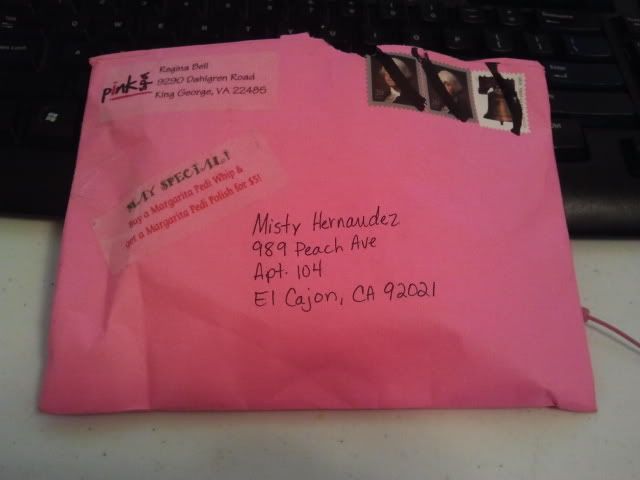 pink
Regina Bell
9290 Dahlgren Road
King George, VA 22485
MAY SPECIAL!
Buy a Margarita Pedi Whip &
get a Margarita Pedi Polish for $5!
Misty Hernandez
989 Peach Ave
Apt. 104
El Cajon, CA 92021